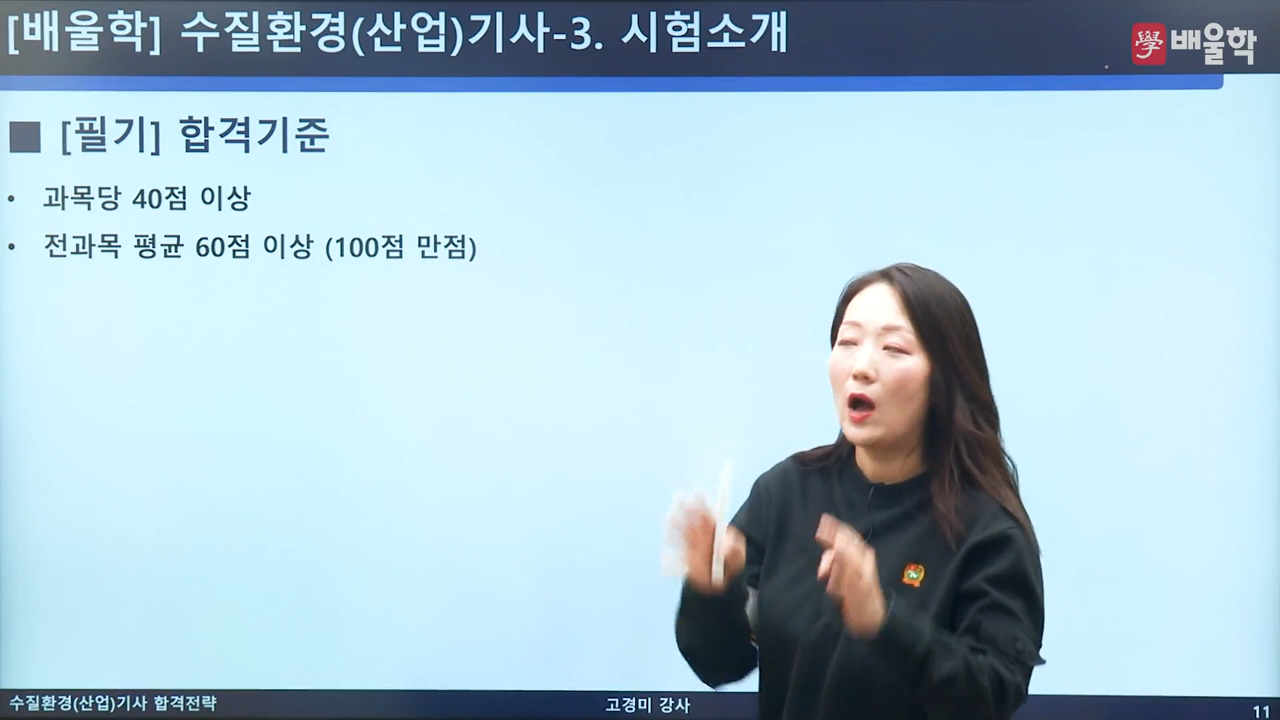 [배울학] 수질환경(산업)기사-3. 시험소개
學 배울학
■ [필기] 합격기준
• 과목당 40점 이상
• 전과목 평균 60점 이상 (100점 만점)
수질환경(산업)기사 합격전략
고경미 강사
11